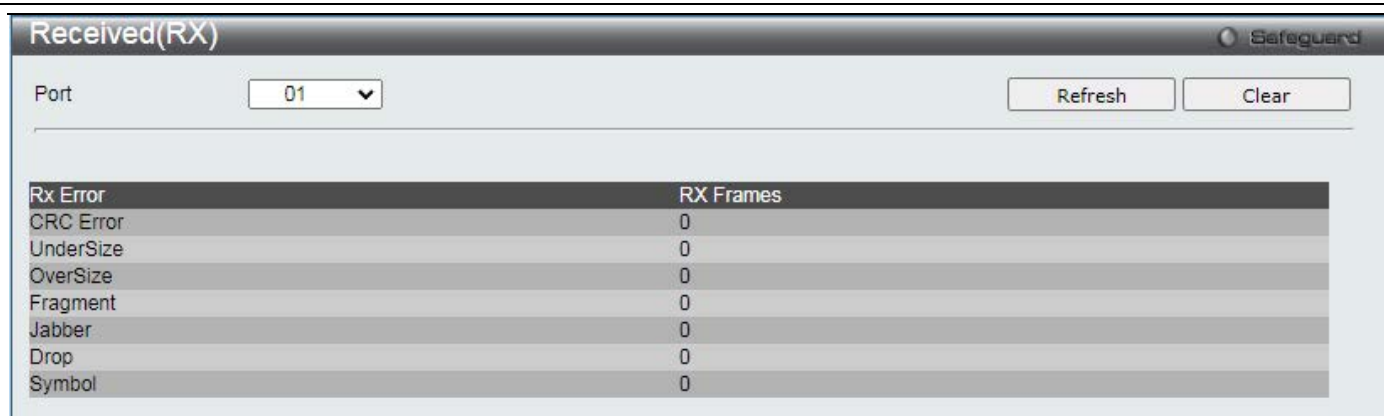 Received(RX)
Safeguard
Port 01 Refresh Clear
Rx Error RX Frames
CRC Error 0
UnderSize 0
OverSize 0
Fragment 0
Jabber 0
Drop 0
Symbol 0